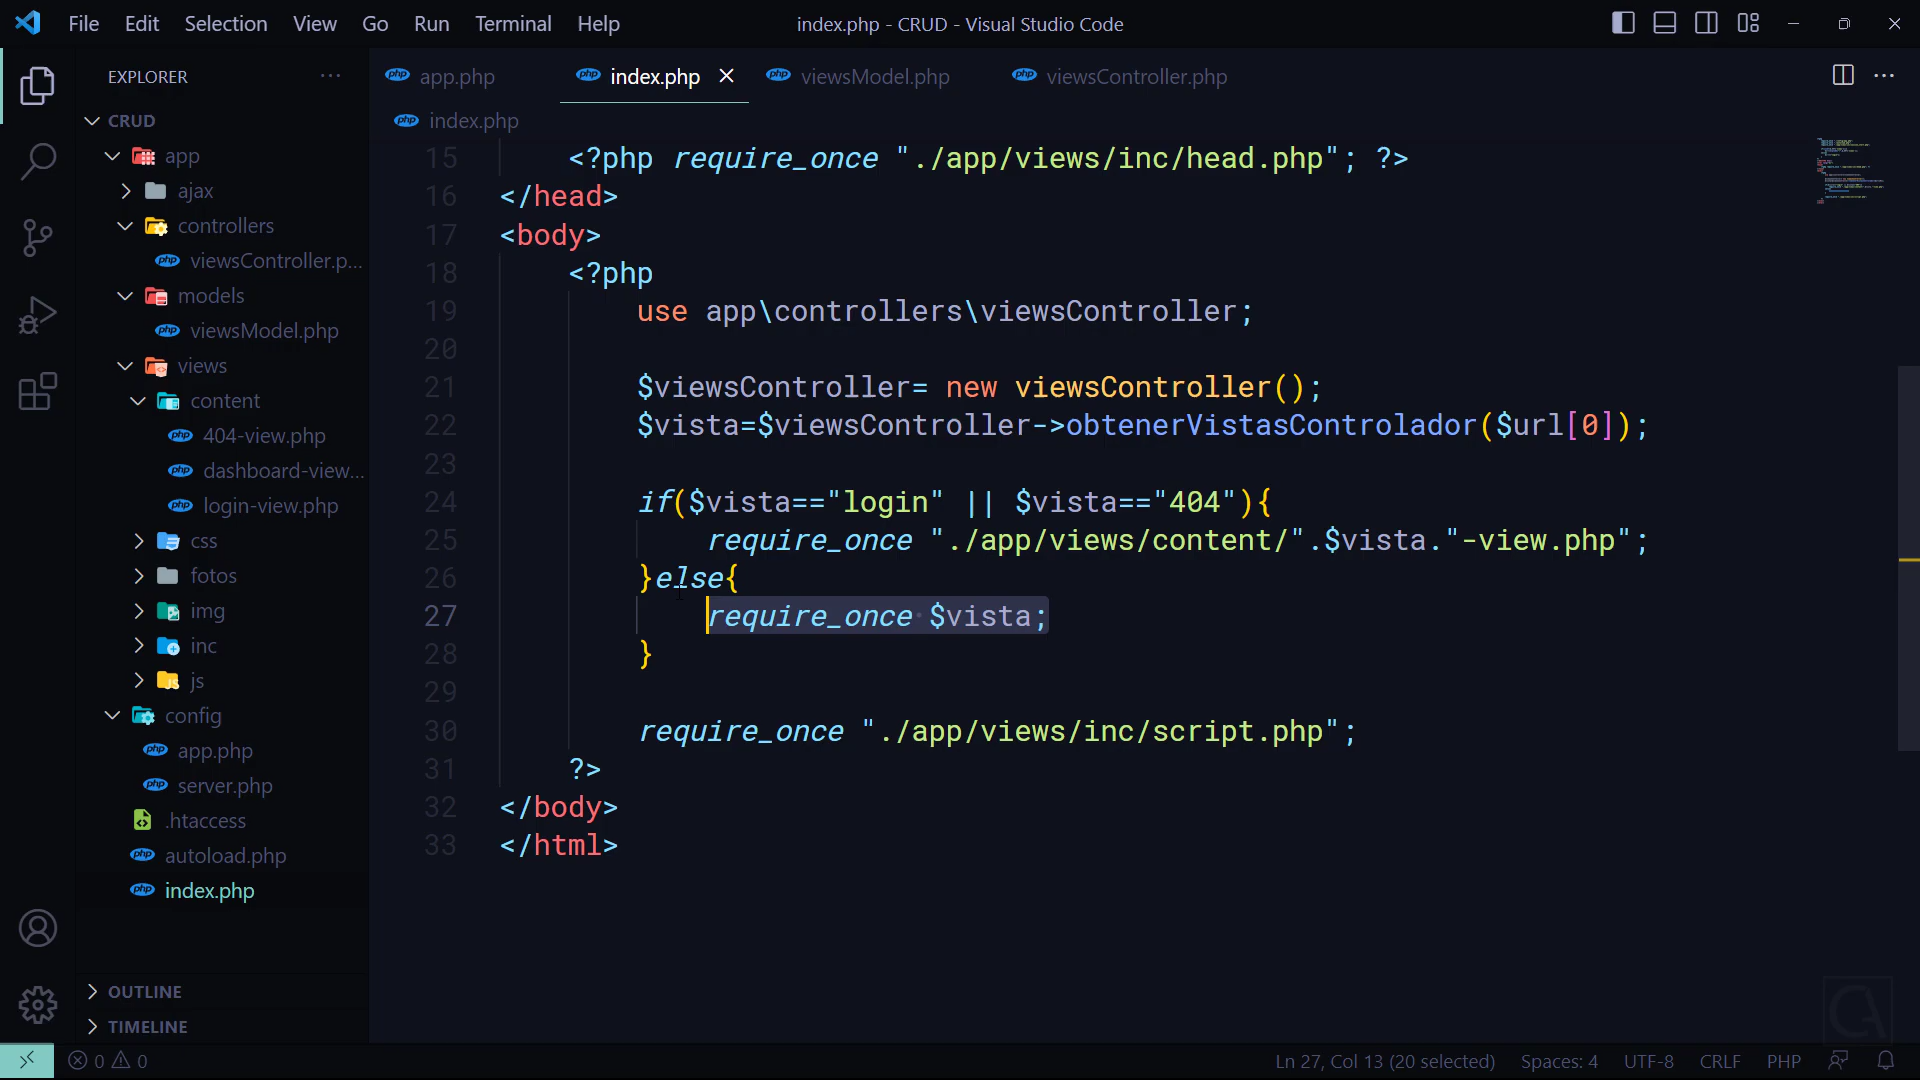 File Edit Selection View Go Run Terminal Help
index.php - CRUD - Visual Studio Code
EXPLORER
CRUD
app
ajax
controllers
viewsController.p...
models
viewsModel.php
views
content
404-view.php
dashboard-view...
login-view.php
css
fotos
img
inc
js
config
app.php
server.php
.htaccess
autoload.php
index.php
OUTLINE
TIMELINE
app.php index.php viewsModel.php viewsController.php
index.php
15 <?php require_once "./app/views/inc/head.php"; ?>
16 </head>
17 <body>
18 <?php
19 use app\controllers\viewsController;
20
21 $viewsController= new viewsController();
22 $vista=$viewsController->obtenerVistasControlador($url[0]);
23
24 if($vista=="login" || $vista=="404"){
25 require_once "./app/views/content/".$vista."-view.php";
26 }else{
27 require_once $vista;
28 }
29
30 require_once "./app/views/inc/script.php";
31 ?>
32 </body>
33 </html>
0 0 Ln 27, Col 13 (20 selected) Spaces: 4 UTF-8 CRLF PHP